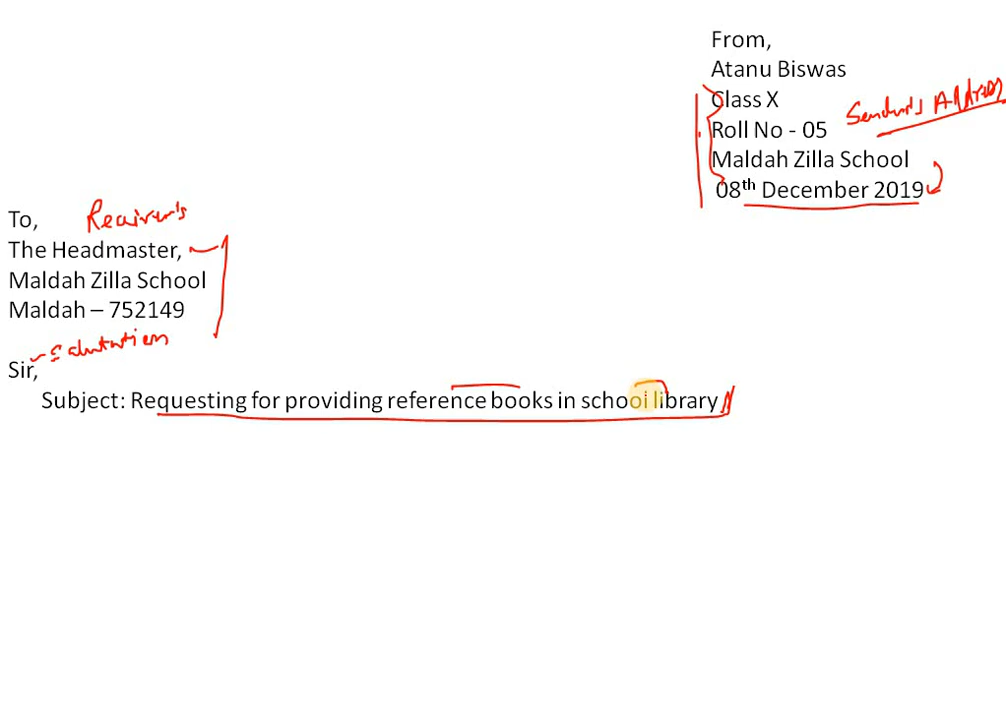 From,
Atanu Biswas
Class X
Roll No - 05
Maldah Zilla School
08th December 2019
Sender's Address
To,
Reciver's
The Headmaster,
Maldah Zilla School
Maldah – 752149
Salutation
Sir,
Subject: Requesting for providing reference books in school library